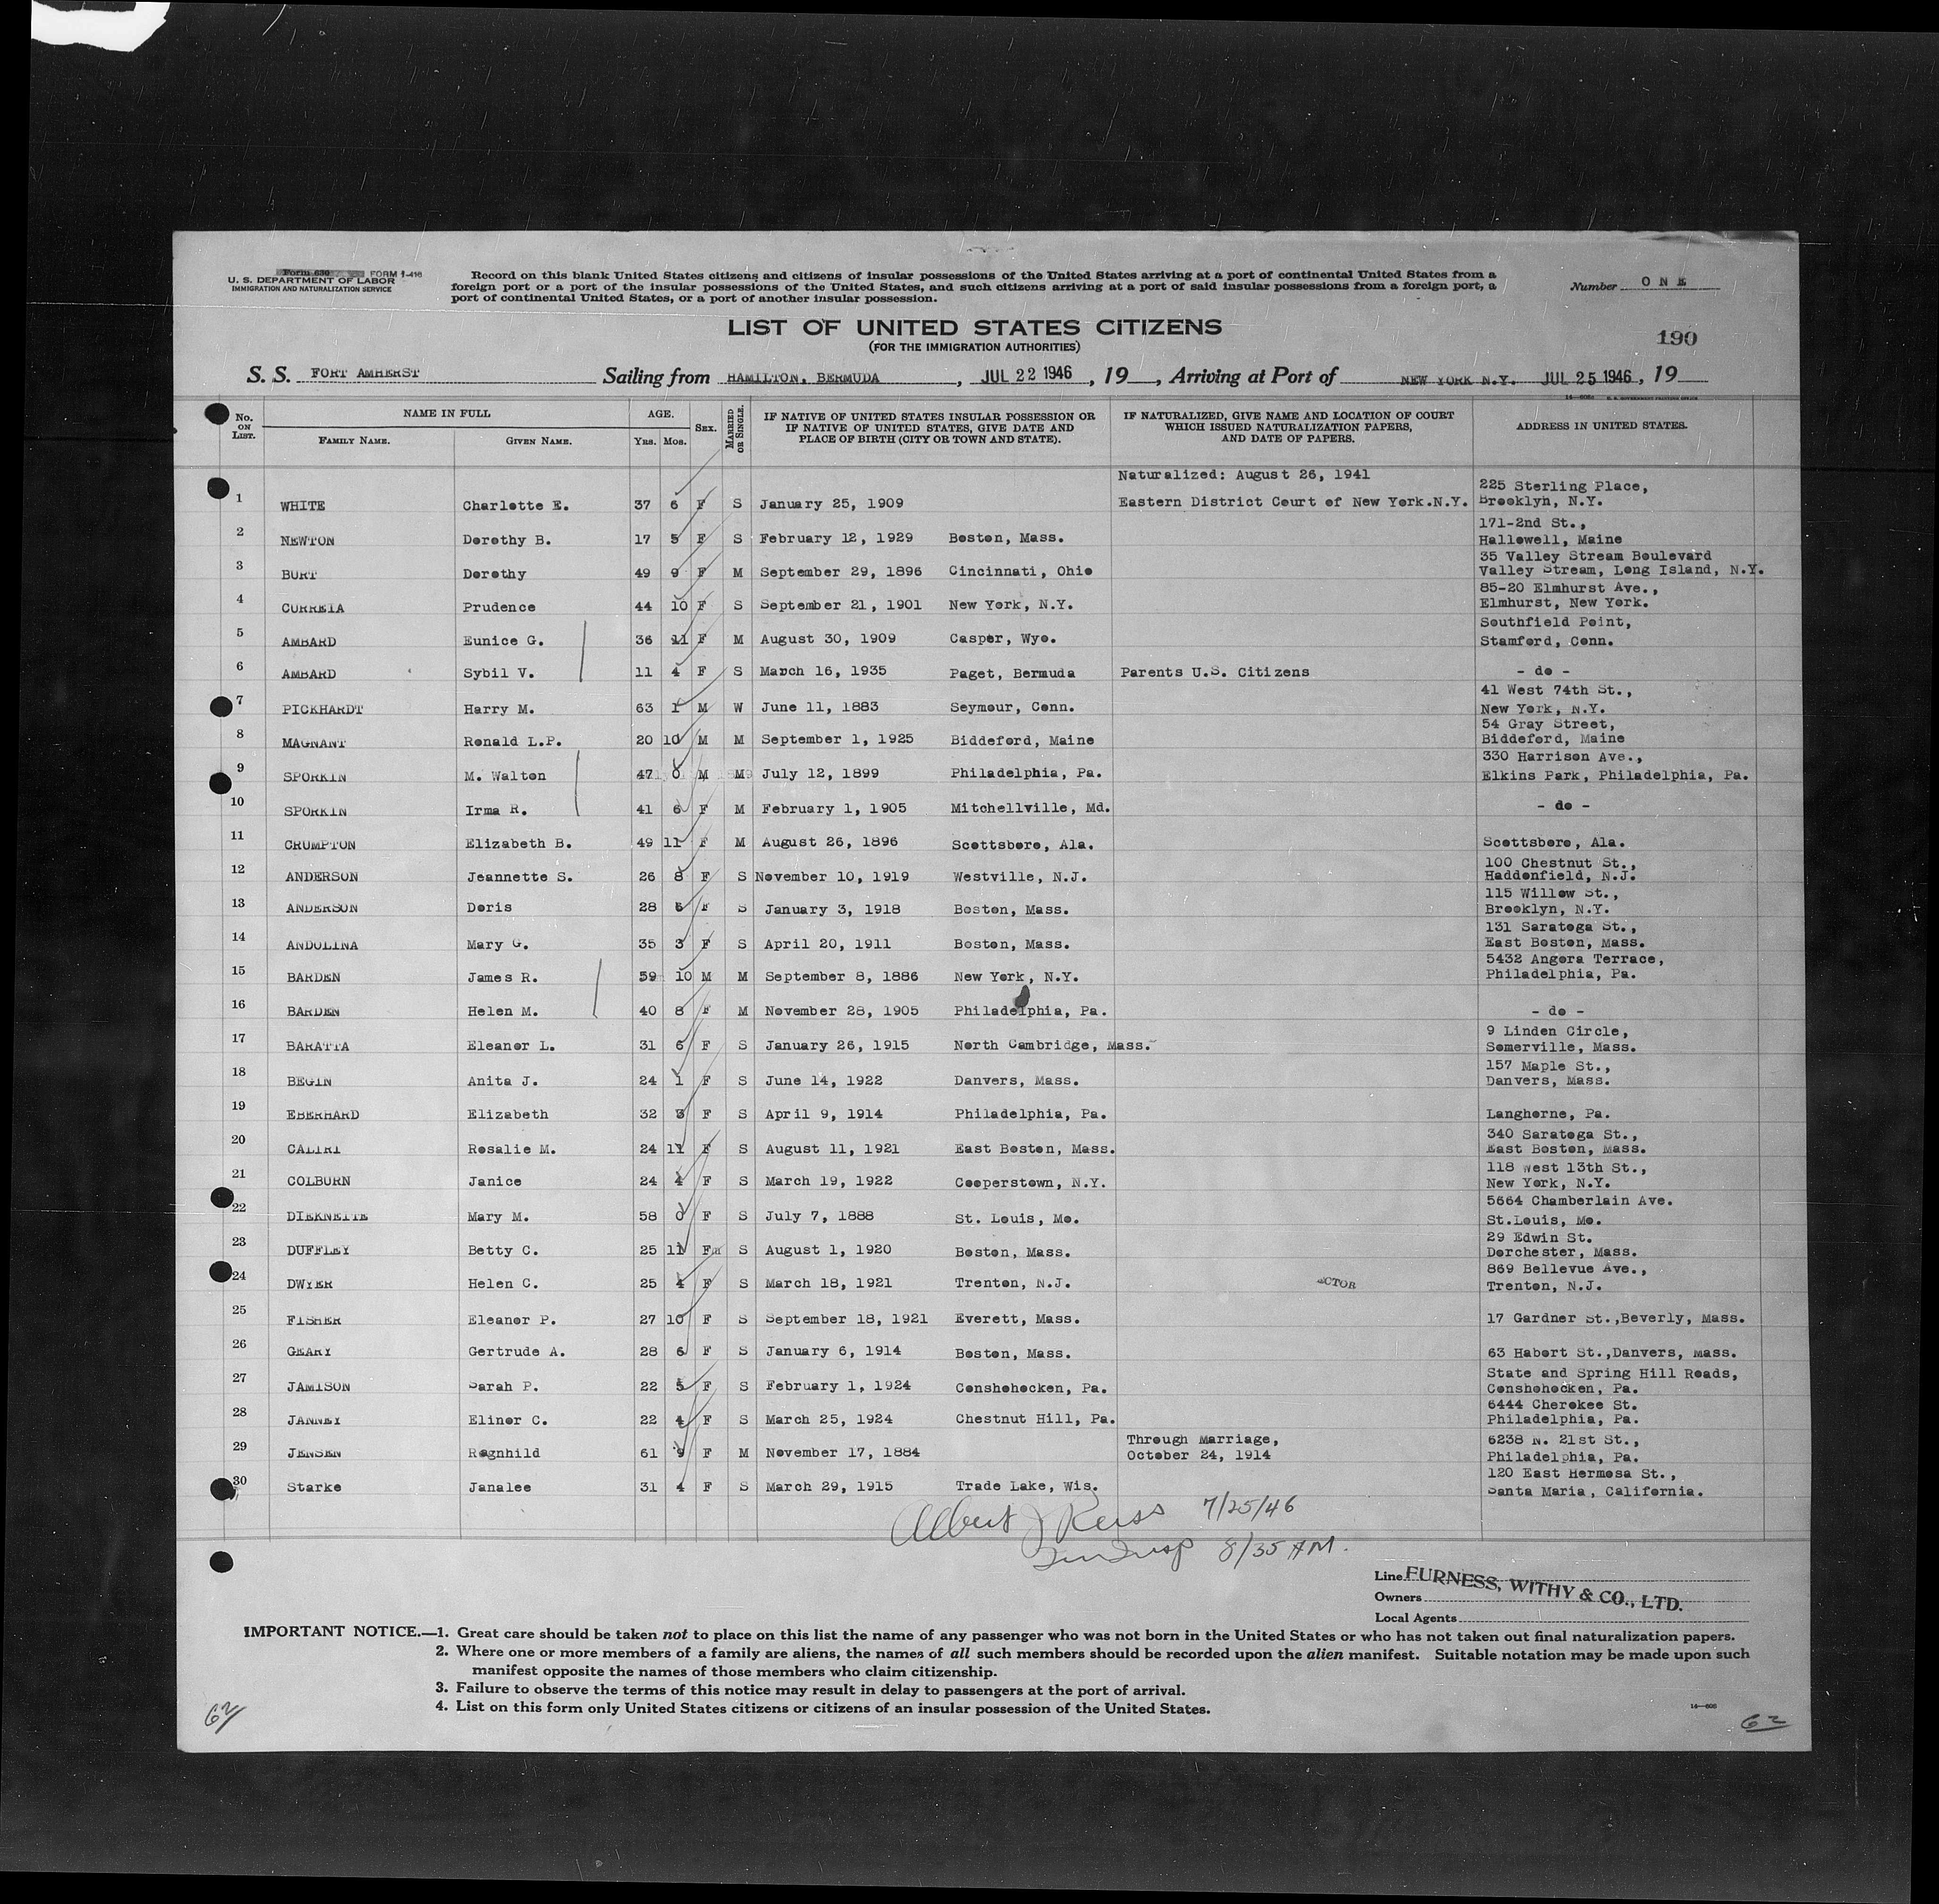 Form 630 FORM I-416
U. S. DEPARTMENT OF LABOR
IMMIGRATION AND NATURALIZATION SERVICE
Record on this blank United States citizens and citizens of insular possessions of the United States arriving at a port of continental United States from a
foreign port or a port of the insular possessions of the United States, and such citizens arriving at a port of said insular possessions from a foreign port, a
port of continental United States, or a port of another insular possession.
Number ONE
LIST OF UNITED STATES CITIZENS
(FOR THE IMMIGRATION AUTHORITIES)
190
S. S. FORT AMHERST Sailing from HAMILTON, BERMUDA, JUL 22 1946, 19__, Arriving at Port of NEW YORK N.Y. JUL 25 1946, 19__
No. ON LIST. NAME IN FULL FAMILY NAME. GIVEN NAME. AGE. YRS. MOS. SEX. MARRIED OR SINGLE. IF NATIVE OF UNITED STATES INSULAR POSSESSION OR IF NATIVE OF UNITED STATES, GIVE DATE AND PLACE OF BIRTH (CITY OR TOWN AND STATE). IF NATURALIZED, GIVE NAME AND LOCATION OF COURT WHICH ISSUED NATURALIZATION PAPERS, AND DATE OF PAPERS. ADDRESS IN UNITED STATES.
1 WHITE Charlotte E. 37 6 F S January 25, 1909 Naturalized: August 26, 1941 Eastern District Court of New York.N.Y. 225 Sterling Place, Brooklyn, N.Y.
2 NEWTON Dorothy B. 17 5 F S February 12, 1929 Boston, Mass. 171-2nd St., Hallowell, Maine
3 BURT Dorothy 49 9 F M September 29, 1896 Cincinnati, Ohio 35 Valley Stream Boulevard Valley Stream, Long Island, N.Y.
4 CORREIA Prudence 44 10 F S September 21, 1901 New York, N.Y. 85-20 Elmhurst Ave., Elmhurst, New York.
5 AMBARD Eunice G. 36 11 F M August 30, 1909 Casper, Wyo. Southfield Point, Stamford, Conn.
6 AMBARD Sybil V. 11 4 F S March 16, 1935 Paget, Bermuda Parents U.S. Citizens - do -
7 PICKHARDT Harry M. 63 1 M W June 11, 1883 Seymour, Conn. 41 West 74th St., New York, N.Y.
8 MAGNANT Ronald L.P. 20 10 M M September 1, 1925 Biddeford, Maine 54 Gray Street, Biddeford, Maine
9 SPORKIN M. Walton 47 0 M M July 12, 1899 Philadelphia, Pa. 330 Harrison Ave., Elkins Park, Philadelphia, Pa.
10 SPORKIN Irma R. 41 6 F M February 1, 1905 Mitchellville, Md. - do -
11 CRUMPTON Elizabeth B. 49 11 F M August 26, 1896 Scottsboro, Ala. Scottsboro, Ala.
12 ANDERSON Jeannette S. 26 8 F S November 10, 1919 Westville, N.J. 100 Chestnut St., Haddonfield, N.J.
13 ANDERSON Doris 28 6 F S January 3, 1918 Boston, Mass. 115 Willow St., Brooklyn, N.Y.
14 ANDOLINA Mary G. 35 3 F S April 20, 1911 Boston, Mass. 131 Saratoga St., East Boston, Mass.
15 BARDEN James R. 59 10 M M September 8, 1886 New York, N.Y. 5432 Angora Terrace, Philadelphia, Pa.
16 BARDEN Helen M. 40 8 F M November 28, 1905 Philadelphia, Pa. - do -
17 BARATTA Eleanor L. 31 6 F S January 26, 1915 North Cambridge, Mass. 9 Linden Circle, Somerville, Mass.
18 BEGIN Anita J. 24 1 F S June 14, 1922 Danvers, Mass. 157 Maple St., Danvers, Mass.
19 EBERHARD Elizabeth 32 3 F S April 9, 1914 Philadelphia, Pa. Langhorne, Pa.
20 CALIRI Rosalie M. 24 11 F S August 11, 1921 East Boston, Mass. 340 Saratoga St., East Boston, Mass.
21 COLBURN Janice 24 4 F S March 19, 1922 Cooperstown, N.Y. 118 West 13th St., New York, N.Y.
22 Mary M. 58 0 F S July 7, 1888 St. Louis, Mo. 5664 Chamberlain Ave. St.Louis, Mo.
23 DUFFLEY Betty C. 25 11 F S August 1, 1920 Boston, Mass. 29 Edwin St. Dorchester, Mass.
24 DWYER Helen C. 25 4 F S March 18, 1921 Trenton, N.J. ECTOR 869 Bellevue Ave., Trenton, N.J.
25 FISHER Eleanor P. 27 10 F S September 18, 1921 Everett, Mass. 17 Gardner St.,Beverly, Mass.
26 GEARY Gertrude A. 28 6 F S January 6, 1914 Boston, Mass. 63 Habort St.,Danvers, Mass.
27 JAMISON Sarah P. 22 5 F S February 1, 1924 Conshohocken, Pa. State and Spring Hill Roads, Conshohocken, Pa.
28 JANNEY Elinor C. 22 4 F S March 25, 1924 Chestnut Hill, Pa. 6444 Cherokee St. Philadelphia, Pa.
29 JENSEN Ragnhild 61 9 F M November 17, 1884 Through Marriage, October 24, 1914 6238 N. 21st St., Philadelphia, Pa.
30 Starke Janalee 31 4 F S March 29, 1915 Trade Lake, Wis. 120 East Hermosa St., Santa Maria, California.
Albert J Reiss 7/25/46
Imm Insp 8/35 AM.
Line FURNESS, WITHY & CO., LTD.
Owners
Local Agents
IMPORTANT NOTICE.—1. Great care should be taken not to place on this list the name of any passenger who was not born in the United States or who has not taken out final naturalization papers.
2. Where one or more members of a family are aliens, the names of all such members should be recorded upon the alien manifest. Suitable notation may be made upon such
manifest opposite the names of those members who claim citizenship.
3. Failure to observe the terms of this notice may result in delay to passengers at the port of arrival.
4. List on this form only United States citizens or citizens of an insular possession of the United States.
62
62